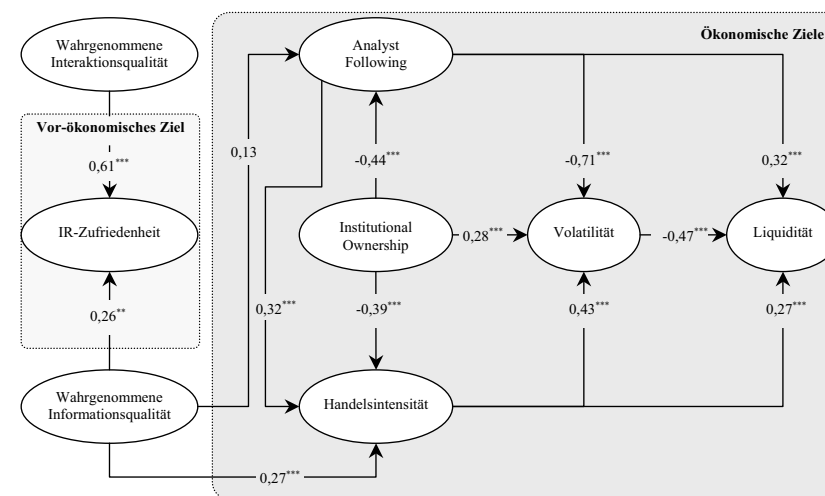 Wahrgenommene
Interaktionsqualität
Analyst
Following
Ökonomische Ziele
Vor-ökonomisches Ziel
0,61***
0,13
-0,44***
-0,71***
0,32***
IR-Zufriedenheit
Institutional
Ownership
0,28***
Volatilität
-0,47***
Liquidität
0,26**
0,32***
-0,39***
0,43***
0,27***
Wahrgenommene
Informationsqualität
Handelsintensität
0,27***